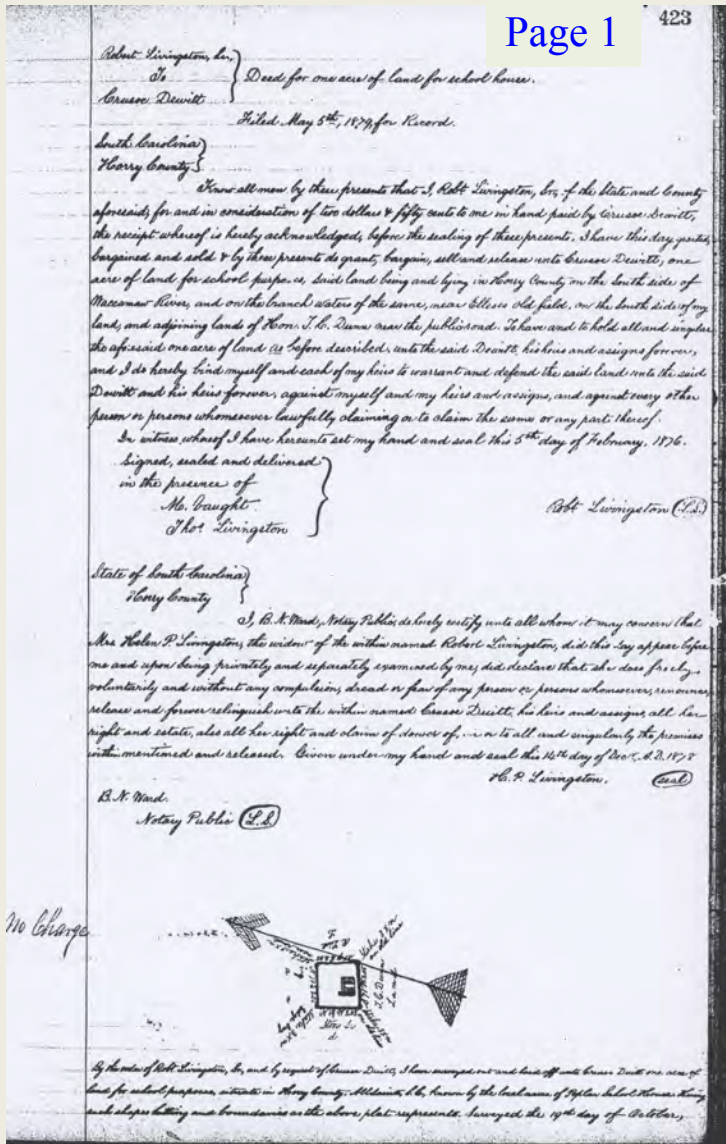 Page 1
423
Robert Livingston, Sr,
To
Crusoe Dewitt
Deed for one acre of land for school house.
Filed May 5th, 1879, for Record.
South Carolina
Horry County
Know all men by these presents that I, Robt Livingston, Sr, of the State and County
aforesaid, for and in consideration of two dollars & fifty cents to me in hand paid by Crusoe Dewitt,
the receipt whereof is hereby acknowledged, before the sealing of these presents, I have this day granted,
bargained and sold & by these presents do grant, bargain, sell and release unto Crusoe Dewitt, one
acre of land for school purposes, said land being and lying in Horry County on the South side of
Waccamaw River, and on the branch waters of the same, near Ellises old field, on the South side of my
land, and adjoining lands of Hon. T. C. Dunn near the public road. To have and to hold all and singular
the aforesaid one acre of land as before described, unto the said Dewitt, his heirs and assigns forever,
and I do hereby bind myself and each of my heirs to warrant and defend the said land unto the said
Dewitt and his heirs forever, against myself and my heirs and assigns, and against every other
person or persons whomsoever lawfully claiming or to claim the same or any part thereof.
In witness whereof I have hereunto set my hand and seal this 5th day of February, 1876.
Signed, sealed and delivered
in the presence of
M. Vaught
Thos Livingston
Robt Livingston (L.S.)
State of South Carolina
Horry County
I, B. N. Ward, Notary Public, do hereby certify unto all whom it may concern that
Mrs Helen P. Livingston, the widow of the within named Robert Livingston, did this day appear before
me and upon being privately and separately examined by me, did declare that she does freely,
voluntarily and without any compulsion, dread or fear of any person or persons whomsoever, renounce,
release and forever relinquish unto the within named Crusoe Dewitt, his heirs and assigns, all her
right and estate, also all her right and claim of dower of, in or to all and singularly the premises
within mentioned and released. Given under my hand and seal this 14th day of Decr, A.D. 1878
H. P. Livingston. (seal)
B. N. Ward.
Notary Public (L.S.)
No Charge
T. C. Dunn
Land
By the order of Robt Livingston, Sr, and by request of Crusoe Dewitt, I have surveyed out and laid off unto Crusoe Dewitt one acre of
land for school purposes, situate in Horry County, known by the local name of Poplar School House having
such shapes butting and boundaries as the above plat represents. Surveyed the 19th day of October,